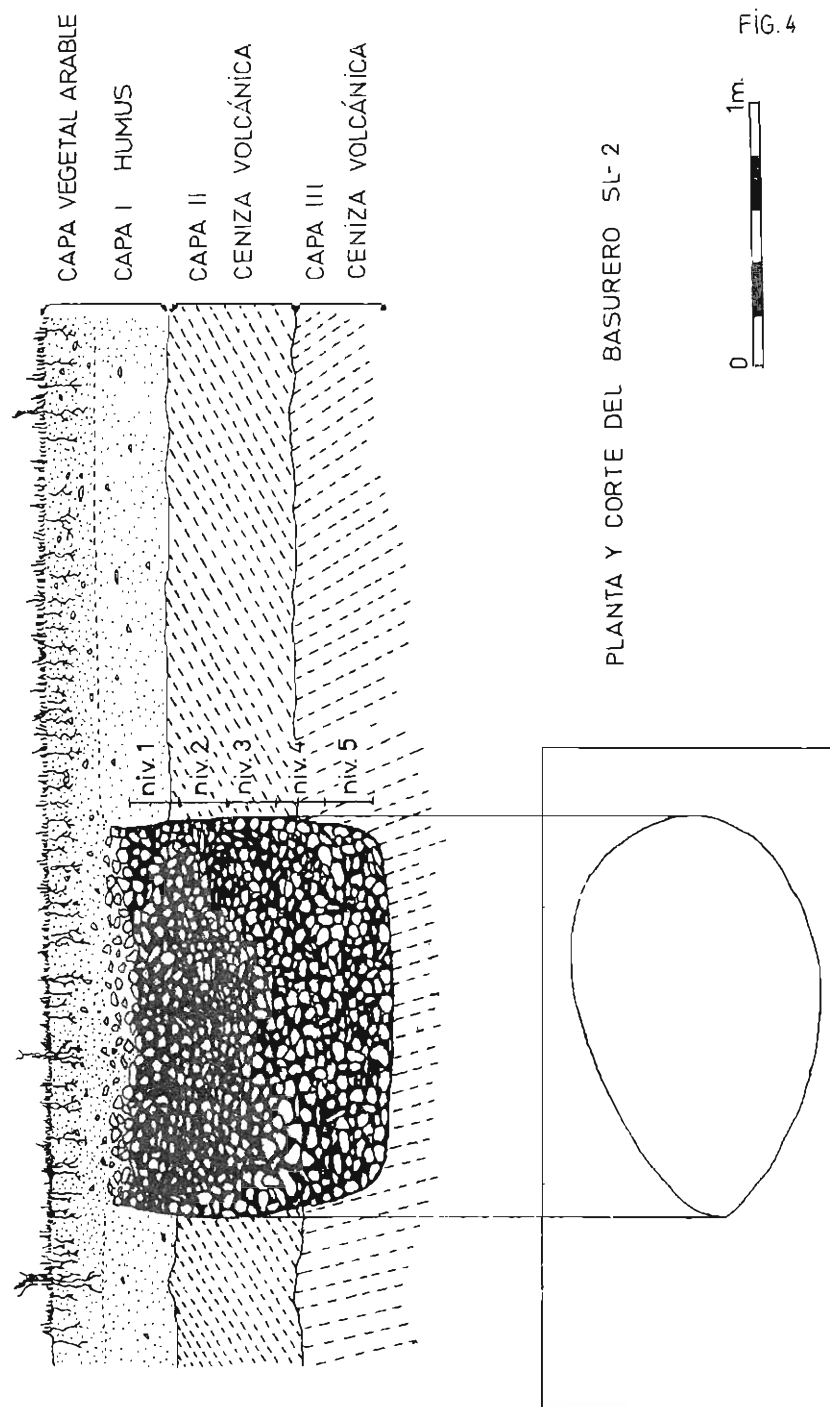 CAPA VEGETAL ARABLE
CAPA I HUMUS
CAPA II
CENIZA VOLCÁNICA
CAPA III
CENIZA VOLCÁNICA
niv. 1
niv. 2
niv. 3
niv. 4
niv. 5
PLANTA Y CORTE DEL BASURERO SL-2
0 1m.
FIG. 4